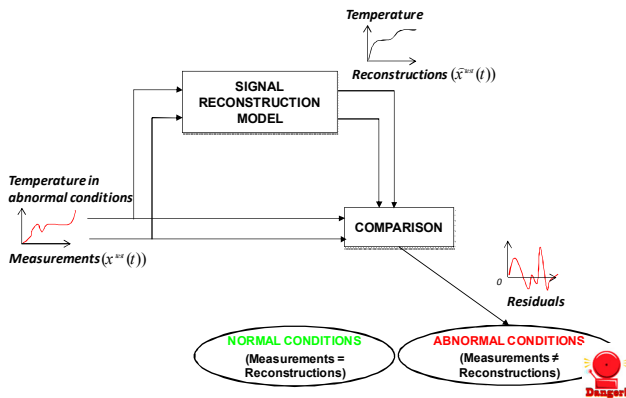 Temperature
Reconstructions (x̂ᵗᵉˢᵗ(t))
SIGNAL
RECONSTRUCTION
MODEL
Temperature in
abnormal conditions
Measurements (xᵗᵉˢᵗ(t))
COMPARISON
0
Residuals
NORMAL CONDITIONS
(Measurements =
Reconstructions)
ABNORMAL CONDITIONS
(Measurements ≠
Reconstructions)
Danger!